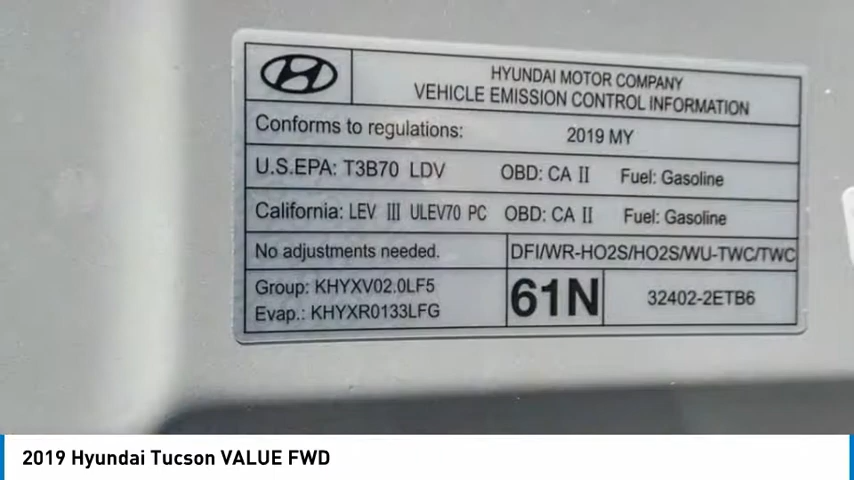 HYUNDAI MOTOR COMPANY
VEHICLE EMISSION CONTROL INFORMATION
Conforms to regulations: 2019 MY
U.S.EPA: T3B70 LDV OBD: CA II Fuel: Gasoline
California: LEV III ULEV70 PC OBD: CA II Fuel: Gasoline
No adjustments needed. DFI/WR-HO2S/HO2S/WU-TWC/TWC
Group: KHYXV02.0LF5
Evap.: KHYXR0133LFG
61N
32402-2ETB6
2019 Hyundai Tucson VALUE FWD